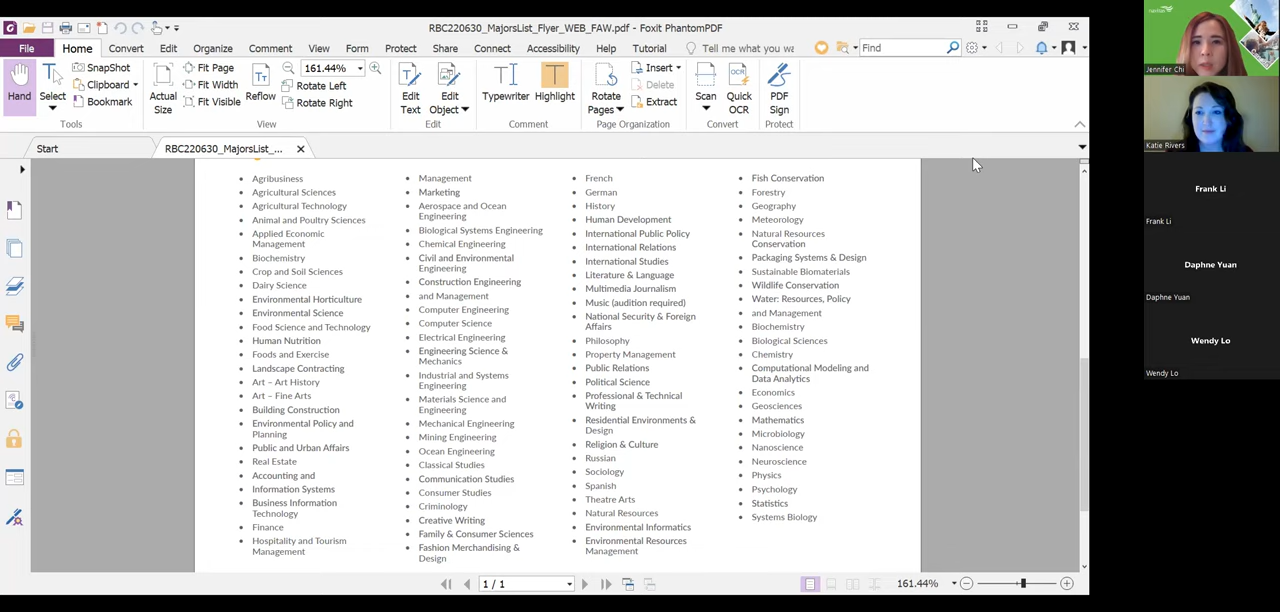 RBC220630_MajorsList_Flyer_WEB_FAW.pdf - Foxit PhantomPDF
File
Home
Convert
Edit
Organize
Comment
View
Form
Protect
Share
Connect
Accessibility
Help
Tutorial
Tell me what you wa
Find
Hand
Select
SnapShot
Clipboard
Bookmark
Tools
Actual
Size
Fit Page
Fit Width
Fit Visible
Reflow
161.44%
Rotate Left
Rotate Right
View
Edit
Text
Edit
Object
Edit
Typewriter
Highlight
Comment
Rotate
Pages
Insert
Delete
Extract
Page Organization
Scan
Quick
OCR
Convert
PDF
Sign
Protect
Start
RBC220630_MajorsList_...
Agribusiness
Agricultural Sciences
Agricultural Technology
Animal and Poultry Sciences
Applied Economic
Management
Biochemistry
Crop and Soil Sciences
Dairy Science
Environmental Horticulture
Environmental Science
Food Science and Technology
Human Nutrition
Foods and Exercise
Landscape Contracting
Art – Art History
Art – Fine Arts
Building Construction
Environmental Policy and
Planning
Public and Urban Affairs
Real Estate
Accounting and
Information Systems
Business Information
Technology
Finance
Hospitality and Tourism
Management
Management
Marketing
Aerospace and Ocean
Engineering
Biological Systems Engineering
Chemical Engineering
Civil and Environmental
Engineering
Construction Engineering
and Management
Computer Engineering
Computer Science
Electrical Engineering
Engineering Science &
Mechanics
Industrial and Systems
Engineering
Materials Science and
Engineering
Mechanical Engineering
Mining Engineering
Ocean Engineering
Classical Studies
Communication Studies
Consumer Studies
Criminology
Creative Writing
Family & Consumer Sciences
Fashion Merchandising &
Design
French
German
History
Human Development
International Public Policy
International Relations
International Studies
Literature & Language
Multimedia Journalism
Music (audition required)
National Security & Foreign
Affairs
Philosophy
Property Management
Public Relations
Political Science
Professional & Technical
Writing
Residential Environments &
Design
Religion & Culture
Russian
Sociology
Spanish
Theatre Arts
Natural Resources
Environmental Informatics
Environmental Resources
Management
Fish Conservation
Forestry
Geography
Meteorology
Natural Resources
Conservation
Packaging Systems & Design
Sustainable Biomaterials
Wildlife Conservation
Water: Resources, Policy
and Management
Biochemistry
Biological Sciences
Chemistry
Computational Modeling and
Data Analytics
Economics
Geosciences
Mathematics
Microbiology
Nanoscience
Neuroscience
Physics
Psychology
Statistics
Systems Biology
1 / 1
161.44%
Jennifer Chi
Katie Rivers
Frank Li
Frank Li
Daphne Yuan
Daphne Yuan
Wendy Lo
Wendy Lo